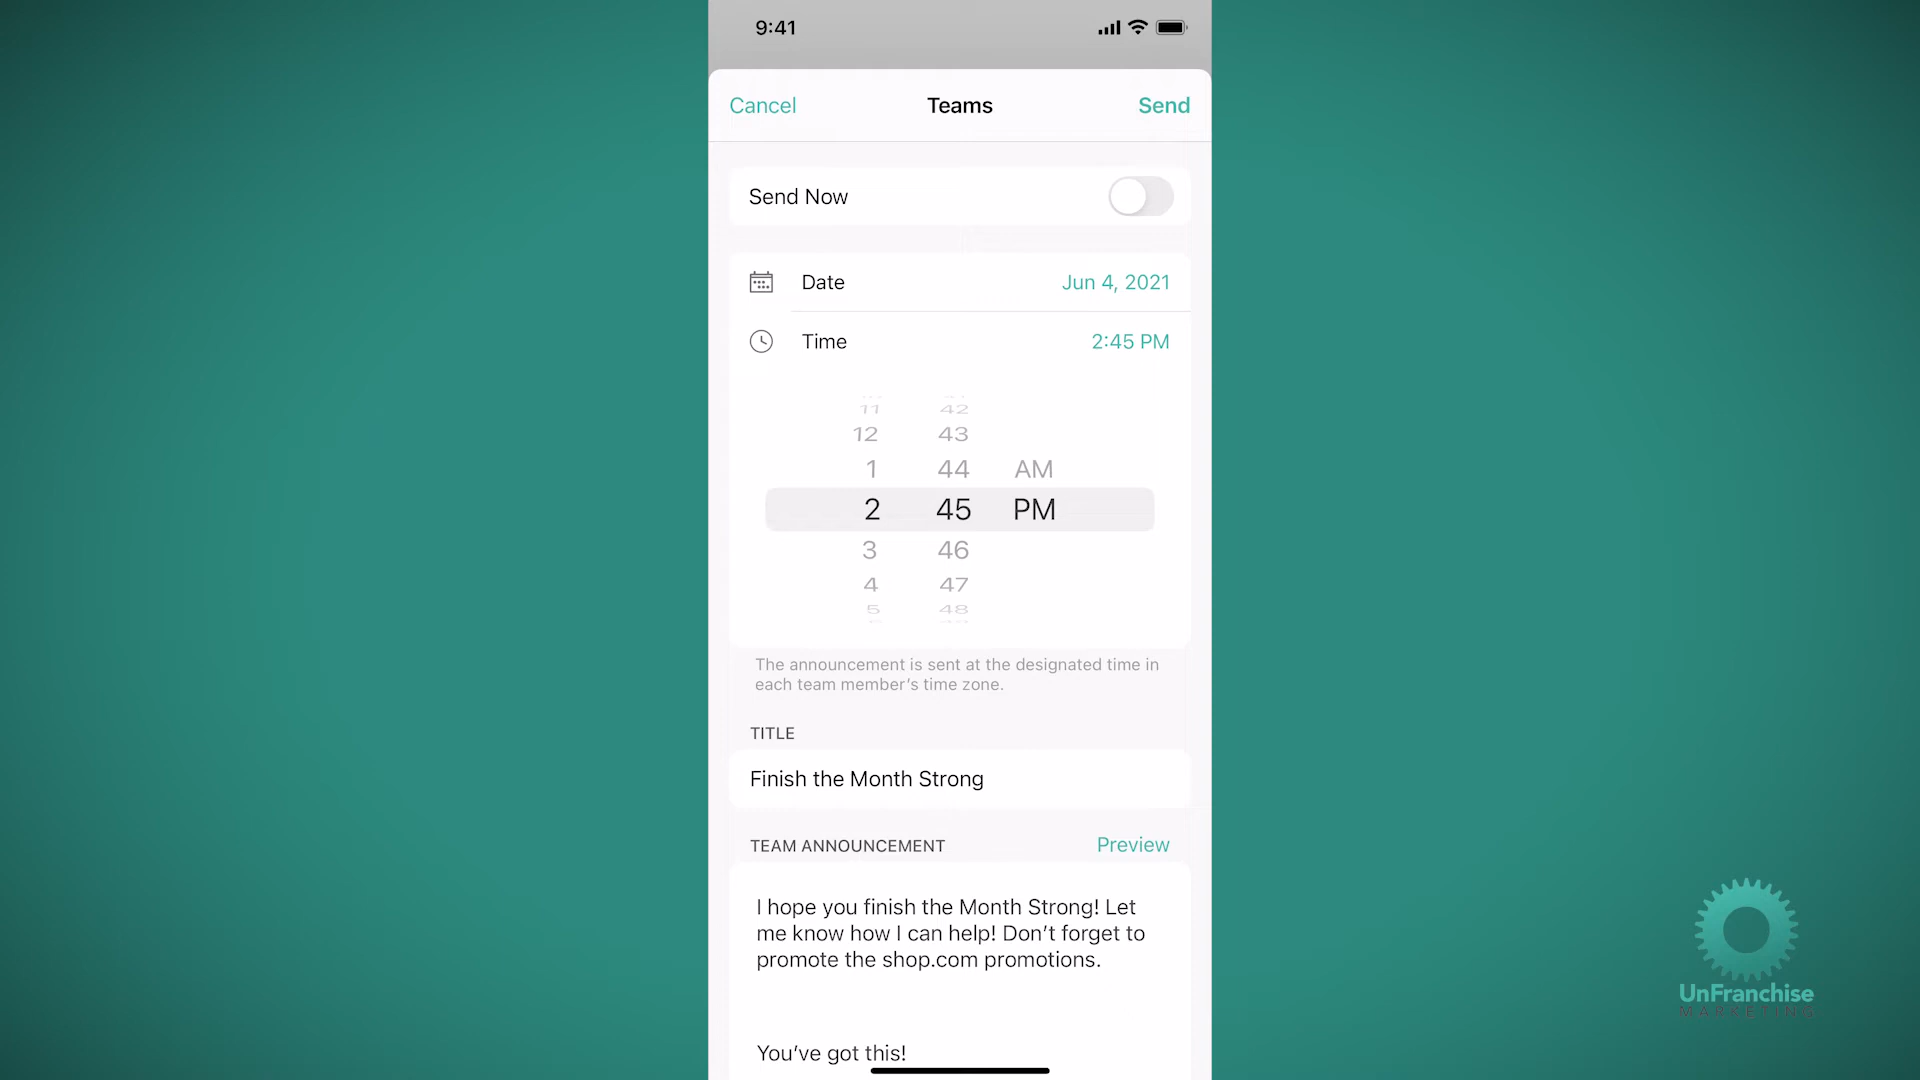 9:41
Cancel Teams Send
Send Now
Date Jun 4, 2021
Time 2:45 PM
11 42
12 43
1 44 AM
2 45 PM
3 46
4 47
5 48
The announcement is sent at the designated time in
each team member's time zone.
TITLE
Finish the Month Strong
TEAM ANNOUNCEMENT Preview
I hope you finish the Month Strong! Let
me know how I can help! Don't forget to
promote the shop.com promotions.
You've got this!
UnFranchise
MARKETING